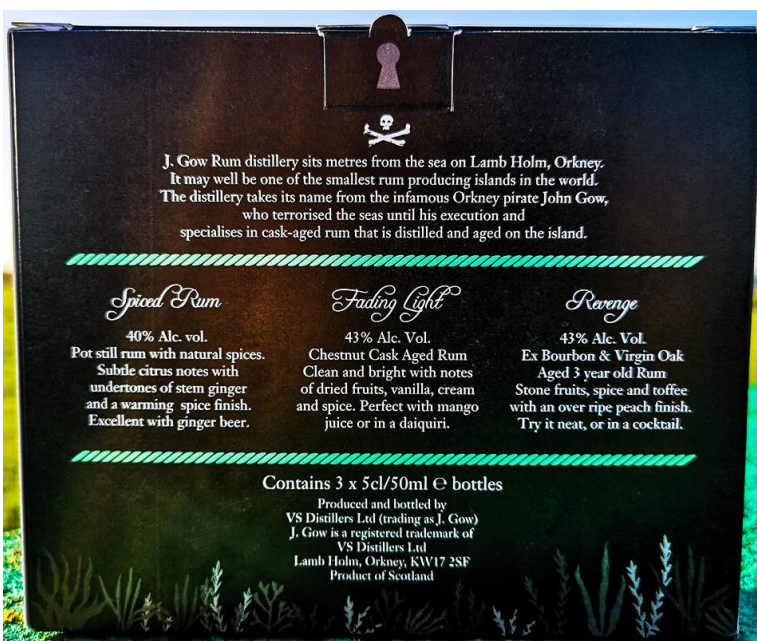 J. Gow Rum distillery sits metres from the sea on Lamb Holm, Orkney.
It may well be one of the smallest rum producing islands in the world.
The distillery takes its name from the infamous Orkney pirate John Gow,
who terrorised the seas until his execution and
specialises in cask-aged rum that is distilled and aged on the island.
Spiced Rum
40% Alc. vol.
Pot still rum with natural spices.
Subtle citrus notes with
undertones of stem ginger
and a warming spice finish.
Excellent with ginger beer.
Fading Light
43% Alc. Vol.
Chestnut Cask Aged Rum
Clean and bright with notes
of dried fruits, vanilla, cream
and spice. Perfect with mango
juice or in a daiquiri.
Revenge
43% Alc. Vol.
Ex Bourbon & Virgin Oak
Aged 3 year old Rum
Stone fruits, spice and toffee
with an over ripe peach finish.
Try it neat, or in a cocktail.
Contains 3 x 5cl/50ml ℮ bottles
Produced and bottled by
VS Distillers Ltd (trading as J. Gow)
J. Gow is a registered trademark of
VS Distillers Ltd
Lamb Holm, Orkney, KW17 2SF
Product of Scotland